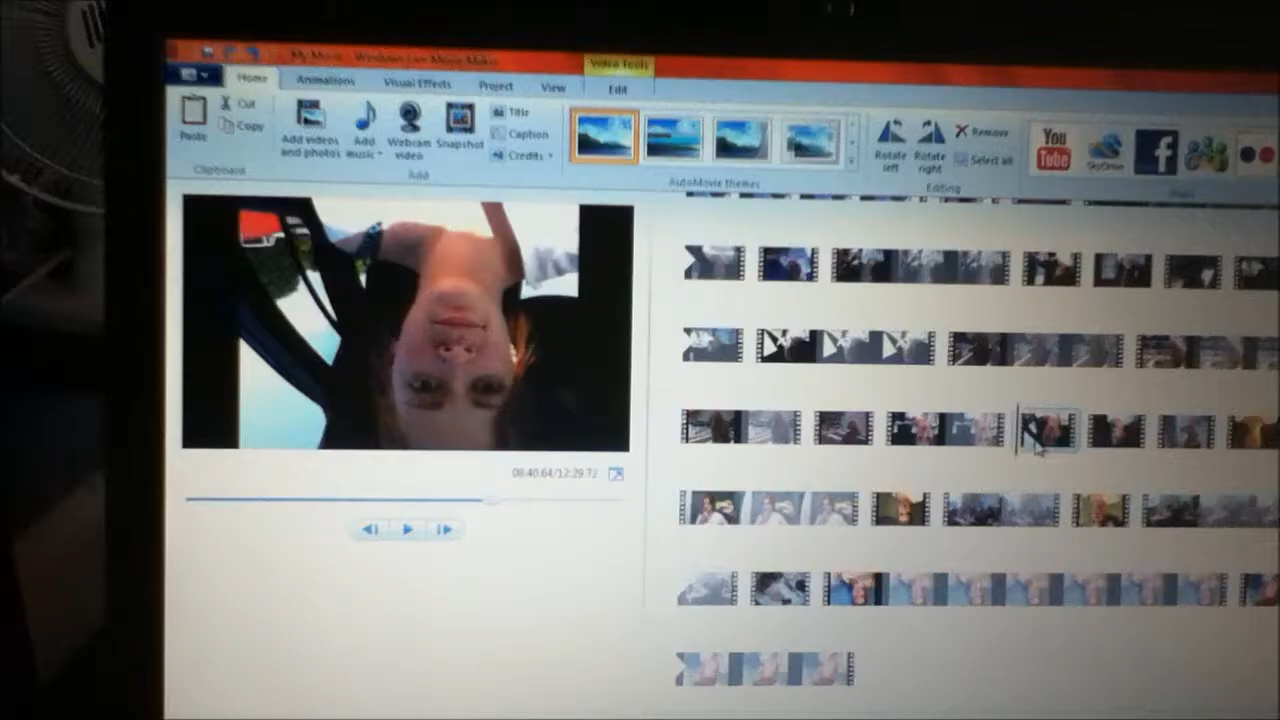 My Movie - Windows Live Movie Maker
Video Tools
Home
Animations
Visual Effects
Project
View
Edit
Paste
Cut
Copy
Clipboard
Add videos
and photos
Add
music
Webcam
video
Snapshot
Title
Caption
Credits
Add
AutoMovie themes
Rotate
left
Rotate
right
Remove
Select all
Editing
You
Tube
SkyDrive
f
08:40.64/12:29.72